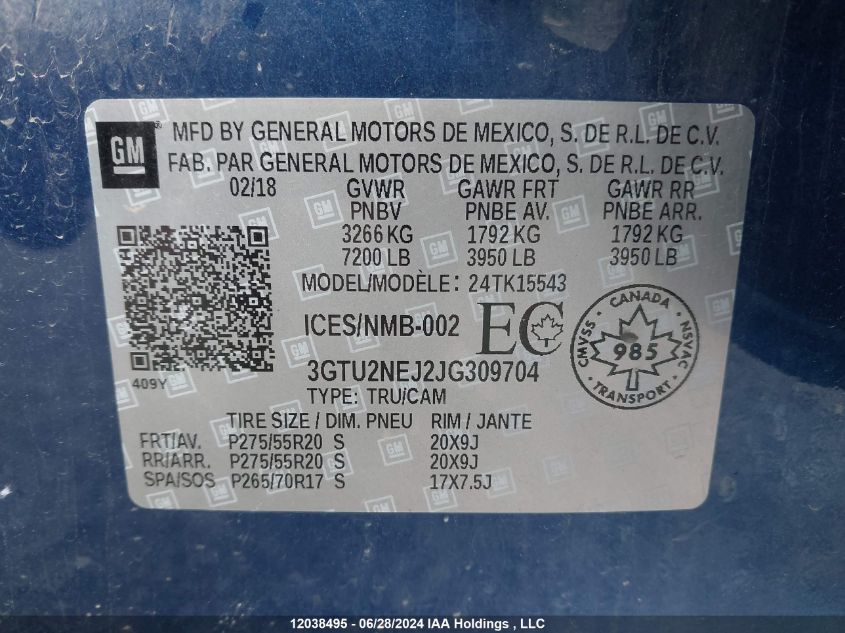 GM
MFD BY GENERAL MOTORS DE MEXICO, S. DE R.L. DE C.V.
FAB. PAR GENERAL MOTORS DE MEXICO, S. DE R.L. DE C.V.
02/18 GVWR GAWR FRT GAWR RR
PNBV PNBE AV. PNBE ARR.
3266 KG 1792 KG 1792 KG
7200 LB 3950 LB 3950 LB
MODEL/MODÈLE: 24TK15543
ICES/NMB-002 EC
CANADA
CMVSS 985 NSVAC
TRANSPORT
3GTU2NEJ2JG309704
409Y
TYPE: TRU/CAM
TIRE SIZE / DIM. PNEU RIM / JANTE
FRT/AV. P275/55R20 S 20X9J
RR/ARR. P275/55R20 S 20X9J
SPA/SOS P265/70R17 S 17X7.5J
12038495 - 06/28/2024 IAA Holdings , LLC